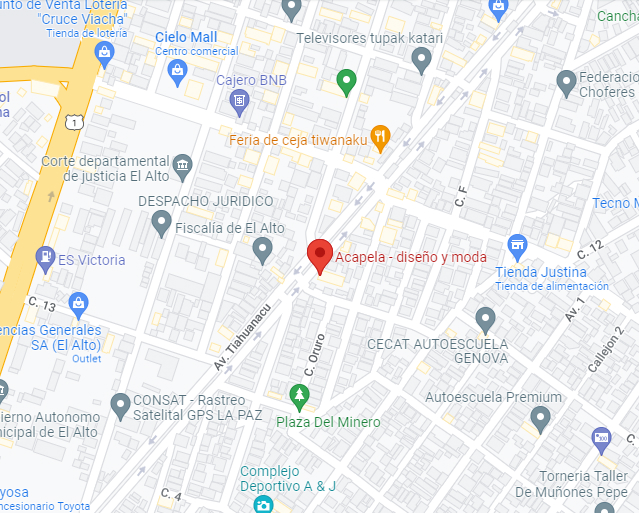 unto de Venta Lotería
"Cruce Viacha"
Tienda de lotería
Cielo Mall
Centro comercial
Televisores tupak katari
Cancha
Cajero BNB
Federacio
Choferes
ol
na
1
Feria de ceja tiwanaku
Corte departamental
de justicia El Alto
DESPACHO JURIDICO
C. F
Tecno M
Fiscalía de El Alto
ES Victoria
Acapela - diseño y moda
C. 12
Tienda Justina
Tienda de alimentación
C. 13
Av. 1
encias Generales
SA (El Alto)
Outlet
Av. Tiahuanacu
C. Oruro
CECAT AUTOESCUELA
GENOVA
Callejon 2
CONSAT - Rastreo
Satelital GPS LA PAZ
Autoescuela Premium
ierno Autonomo
nicipal de El Alto
Plaza Del Minero
Complejo
Deportivo A & J
Torneria Taller
De Muñones Pepe
C. 4
oyosa
ncesionario Toyota